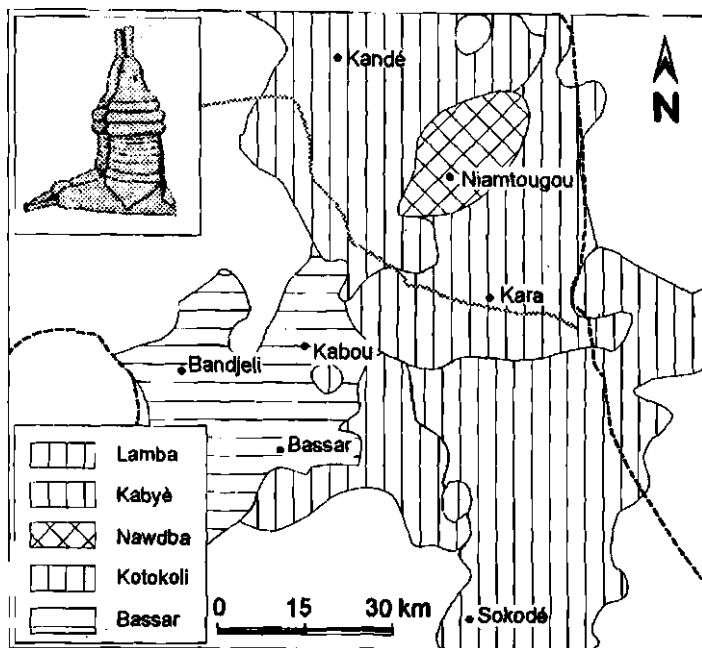 Kandé
N
Niamtougou
Kara
Kabou
Bandjeli
Bassar
Lamba
Kabyè
Nawdba
Kotokoli
Bassar
0 15 30 km
Sokodé